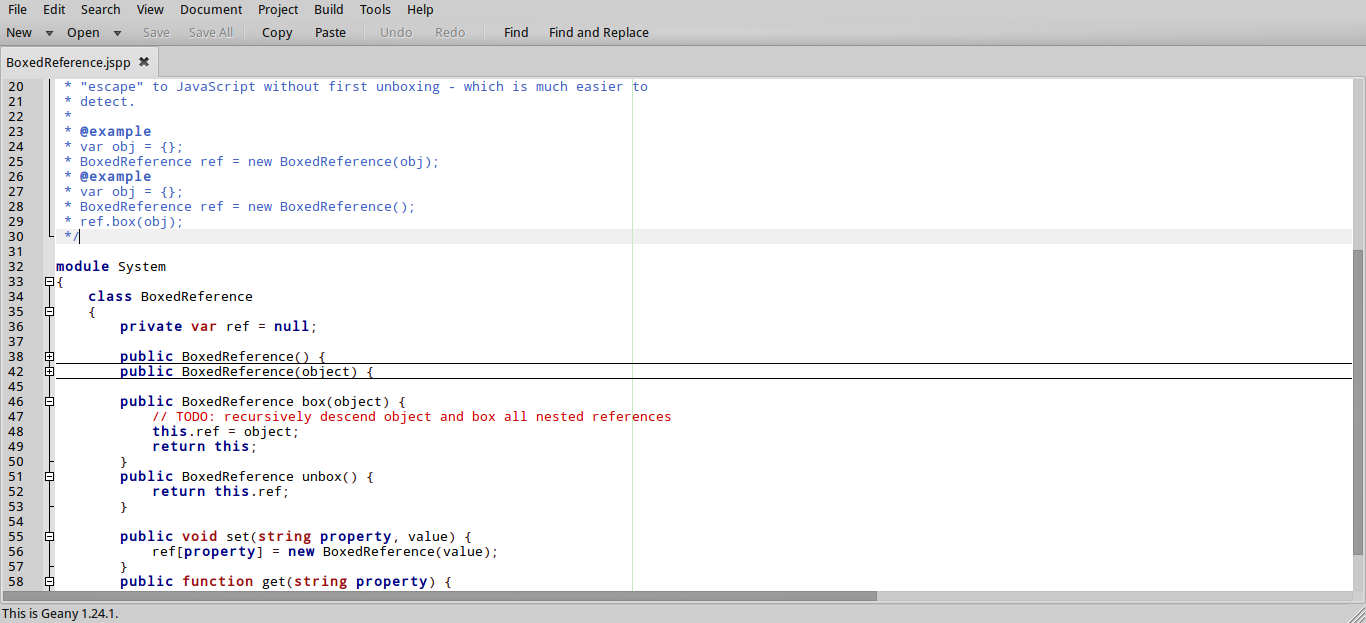 File Edit Search View Document Project Build Tools Help
New Open Save Save All Copy Paste Undo Redo Find Find and Replace
BoxedReference.jspp
20 * "escape" to JavaScript without first unboxing - which is much easier to
21 * detect.
22 *
23 * @example
24 * var obj = {};
25 * BoxedReference ref = new BoxedReference(obj);
26 * @example
27 * var obj = {};
28 * BoxedReference ref = new BoxedReference();
29 * ref.box(obj);
30 */
31
32 module System
33 {
34     class BoxedReference
35     {
36         private var ref = null;
37
38         public BoxedReference() {
42         public BoxedReference(object) {
45
46         public BoxedReference box(object) {
47             // TODO: recursively descend object and box all nested references
48             this.ref = object;
49             return this;
50         }
51         public BoxedReference unbox() {
52             return this.ref;
53         }
54
55         public void set(string property, value) {
56             ref[property] = new BoxedReference(value);
57         }
58         public function get(string property) {
This is Geany 1.24.1.